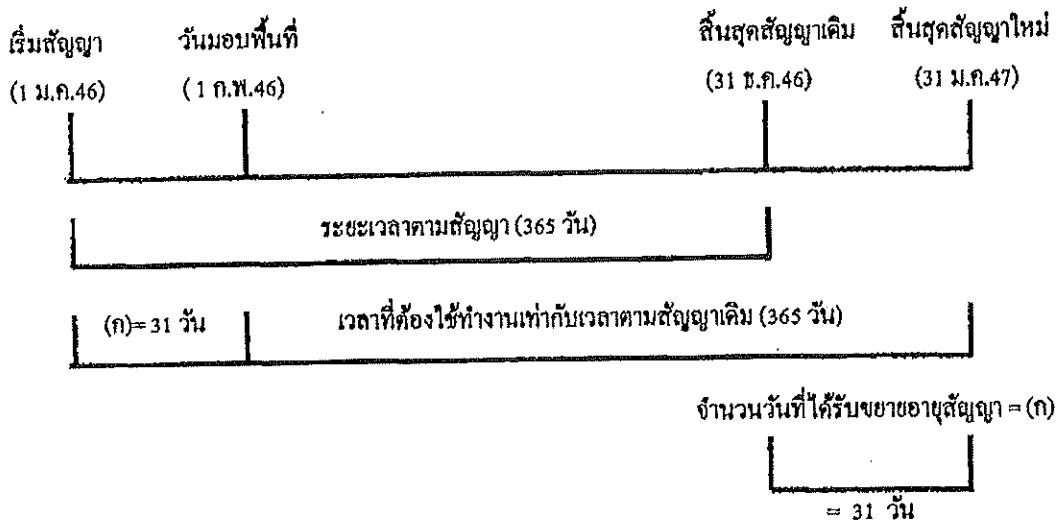 เริ่มสัญญา วันมอบพื้นที่ สิ้นสุดสัญญาเดิม สิ้นสุดสัญญาใหม่
(1 ม.ค.46) (1 ก.พ.46) (31 ธ.ค.46) (31 ม.ค.47)
ระยะเวลาตามสัญญา (365 วัน)
(ก)= 31 วัน เวลาที่ต้องใช้ทำงานเท่ากับเวลาตามสัญญาเดิม (365 วัน)
จำนวนวันที่ได้รับขยายอายุสัญญา = (ก)
= 31 วัน